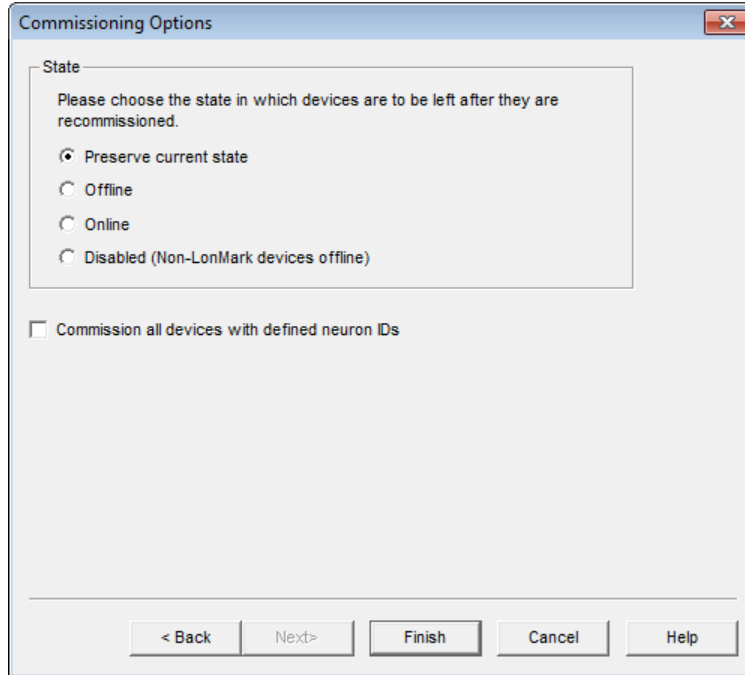 Commissioning Options
State
Please choose the state in which devices are to be left after they are
recommissioned.
Preserve current state
Offline
Online
Disabled (Non-LonMark devices offline)
Commission all devices with defined neuron IDs
< Back Next> Finish Cancel Help